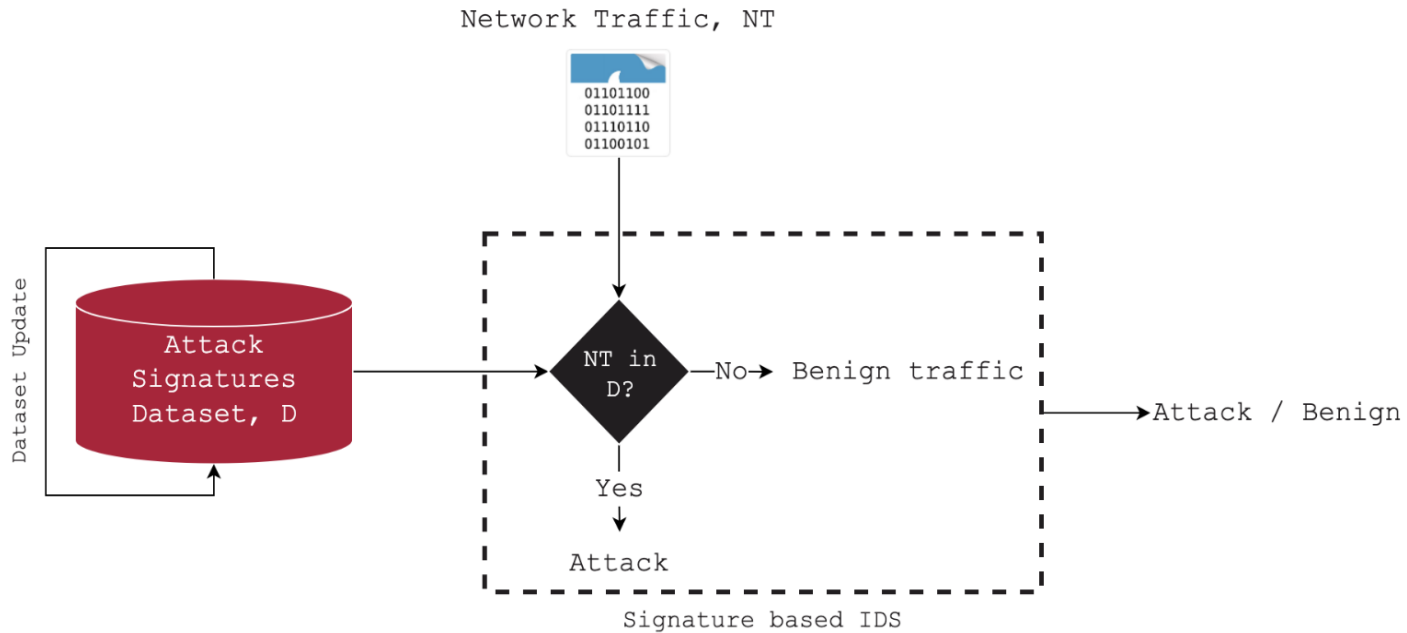 Network Traffic, NT
01101100
01101111
01110110
01100101
Dataset Update
Attack
Signatures
Dataset, D
NT in
D?
No
Benign traffic
Yes
Attack
Attack / Benign
Signature based IDS